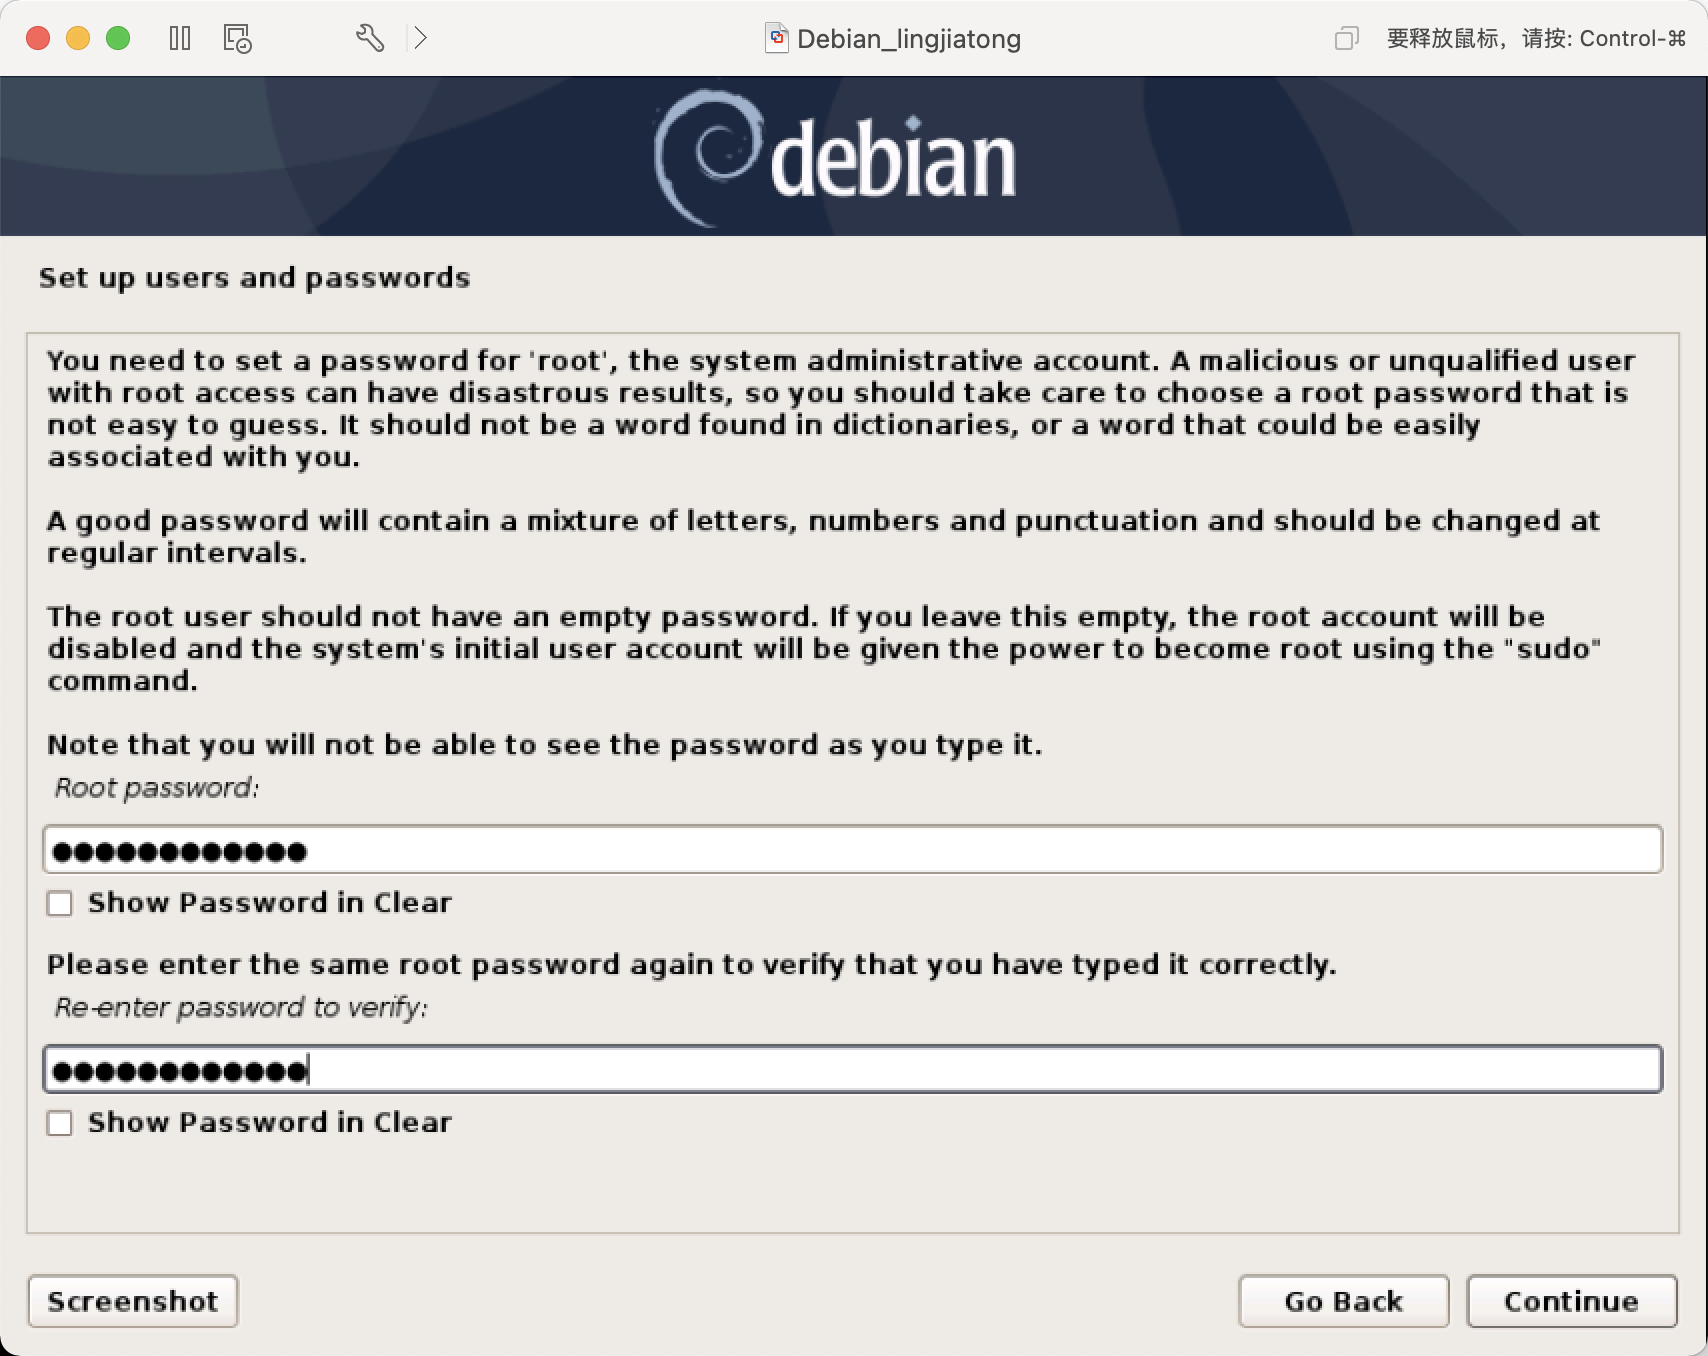 Debian_lingjiatong
要释放鼠标，请按: Control-⌘
debian
Set up users and passwords
You need to set a password for 'root', the system administrative account. A malicious or unqualified user
with root access can have disastrous results, so you should take care to choose a root password that is
not easy to guess. It should not be a word found in dictionaries, or a word that could be easily
associated with you.
A good password will contain a mixture of letters, numbers and punctuation and should be changed at
regular intervals.
The root user should not have an empty password. If you leave this empty, the root account will be
disabled and the system's initial user account will be given the power to become root using the "sudo"
command.
Note that you will not be able to see the password as you type it.
Root password:
●●●●●●●●●●●●
Show Password in Clear
Please enter the same root password again to verify that you have typed it correctly.
Re-enter password to verify:
●●●●●●●●●●●●
Show Password in Clear
Screenshot
Go Back
Continue